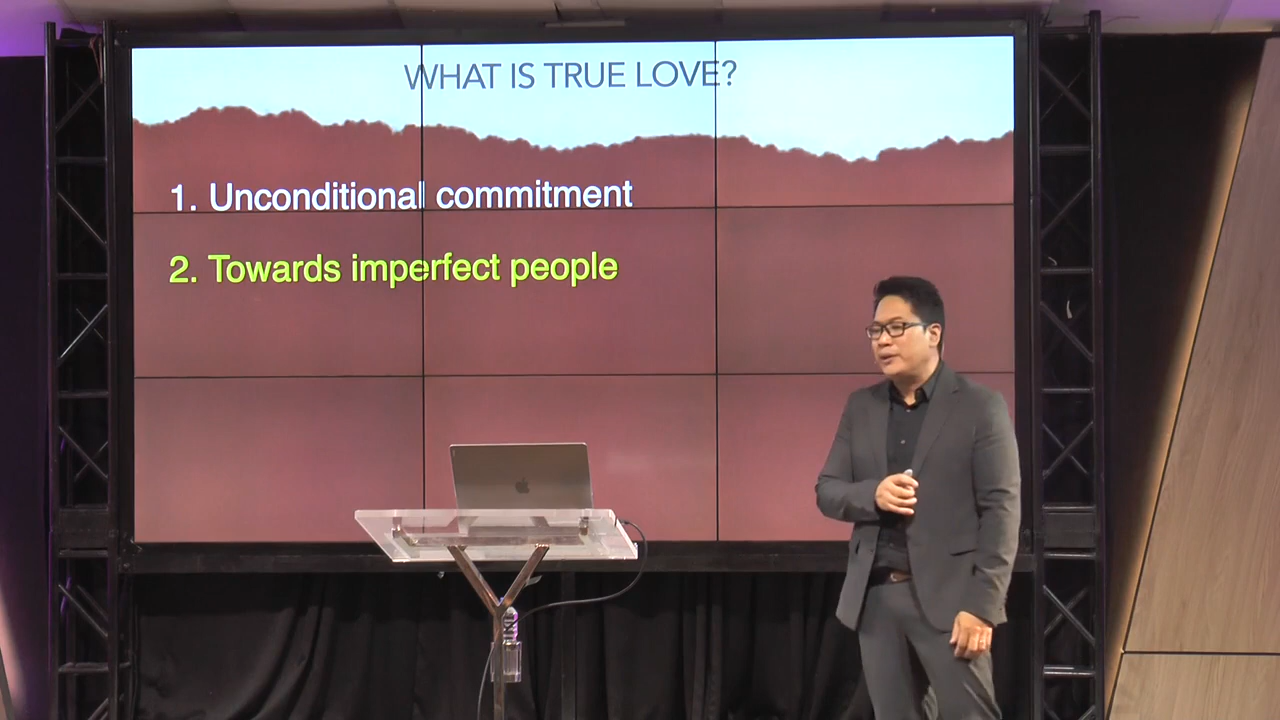 WHAT IS TRUE LOVE?
1. Unconditional commitment
2. Towards imperfect people